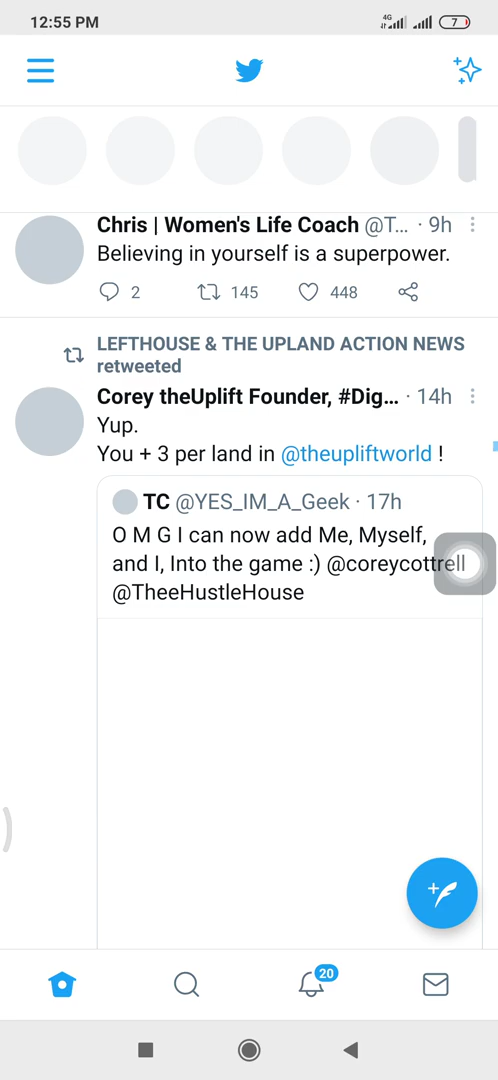 12:55 PM
4G
7
Chris | Women's Life Coach @T... · 9h
Believing in yourself is a superpower.
2 145 448
LEFTHOUSE & THE UPLAND ACTION NEWS
retweeted
Corey theUplift Founder, #Dig... · 14h
Yup.
You + 3 per land in @theupliftworld !
TC @YES_IM_A_Geek · 17h
O M G I can now add Me, Myself,
and I, Into the game :) @coreycottrell
@TheeHustleHouse
20